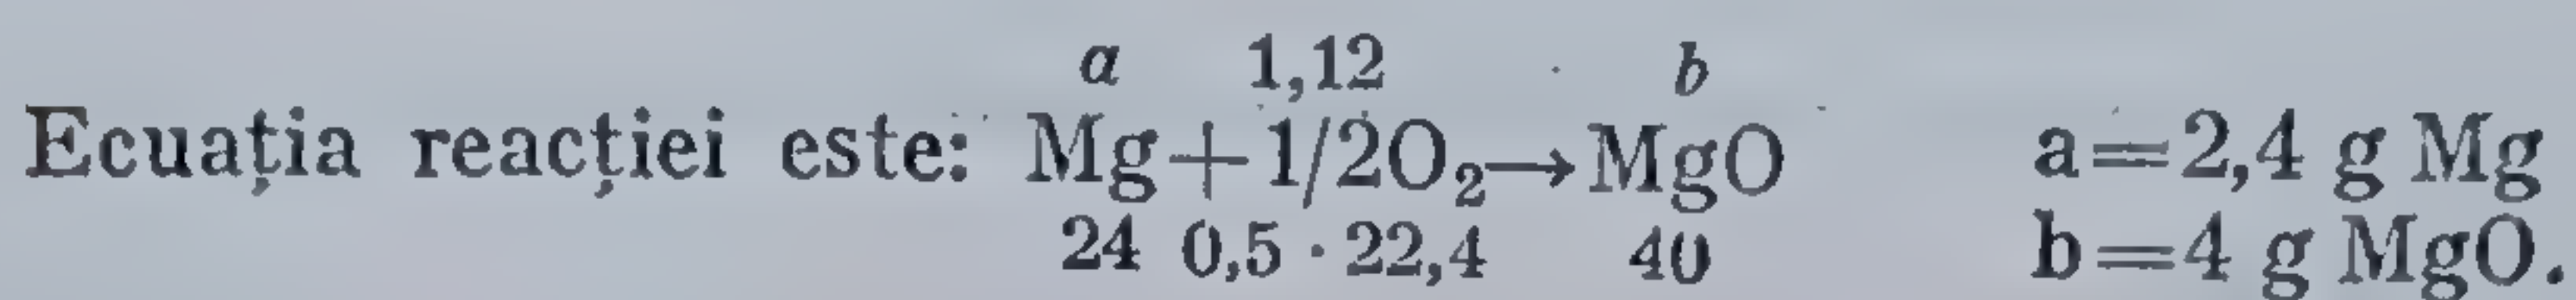 a 1,12 b
Ecuația reacției este: Mg+1/2O₂→MgO a=2,4 g Mg
24 0,5 · 22,4 40 b=4 g MgO.